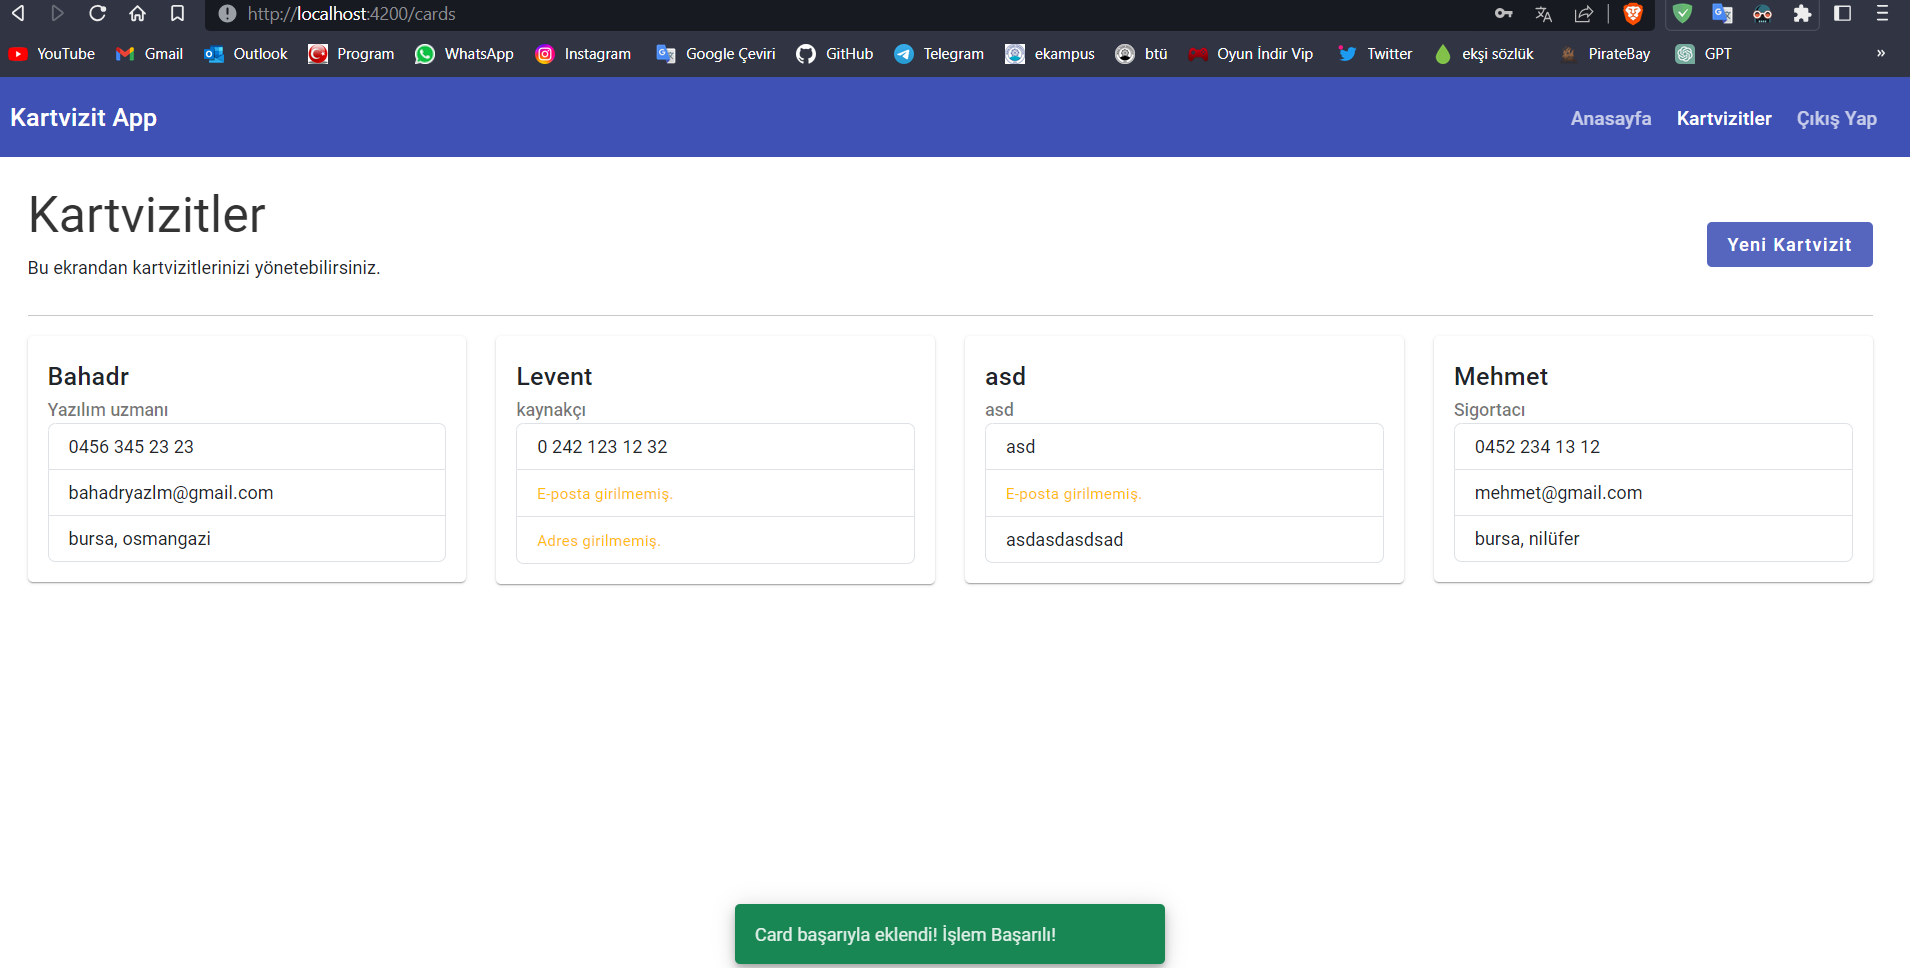 http://localhost:4200/cards
YouTube Gmail Outlook Program WhatsApp Instagram Google Çeviri GitHub Telegram ekampus btü Oyun İndir Vip Twitter ekşi sözlük PirateBay GPT »
Kartvizit App
Anasayfa Kartvizitler Çıkış Yap
Kartvizitler
Bu ekrandan kartvizitlerinizi yönetebilirsiniz.
Yeni Kartvizit
Bahadr
Yazılım uzmanı
0456 345 23 23
bahadryazlm@gmail.com
bursa, osmangazi
Levent
kaynakçı
0 242 123 12 32
E-posta girilmemiş.
Adres girilmemiş.
asd
asd
asd
E-posta girilmemiş.
asdasdasdsad
Mehmet
Sigortacı
0452 234 13 12
mehmet@gmail.com
bursa, nilüfer
Card başarıyla eklendi! İşlem Başarılı!